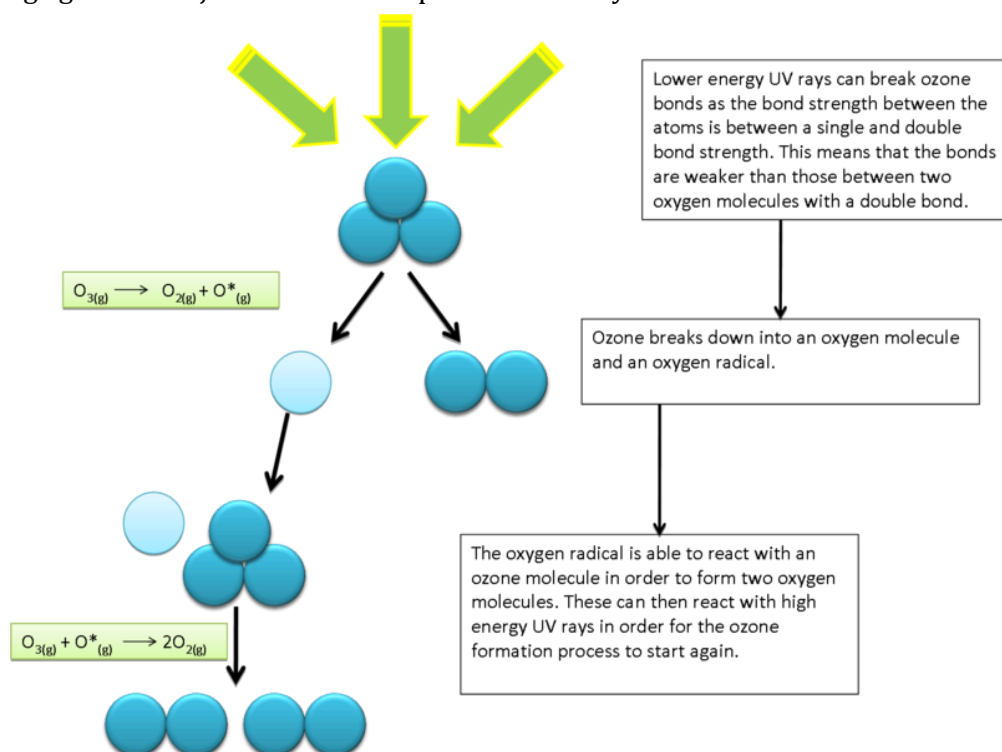 Lower energy UV rays can break ozone
bonds as the bond strength between the
atoms is between a single and double
bond strength. This means that the bonds
are weaker than those between two
oxygen molecules with a double bond.
O3(g) ⟶ O2(g) + O*(g)
Ozone breaks down into an oxygen molecule
and an oxygen radical.
The oxygen radical is able to react with an
ozone molecule in order to form two oxygen
molecules. These can then react with high
energy UV rays in order for the ozone
formation process to start again.
O3(g) + O*(g) ⟶ 2O2(g)